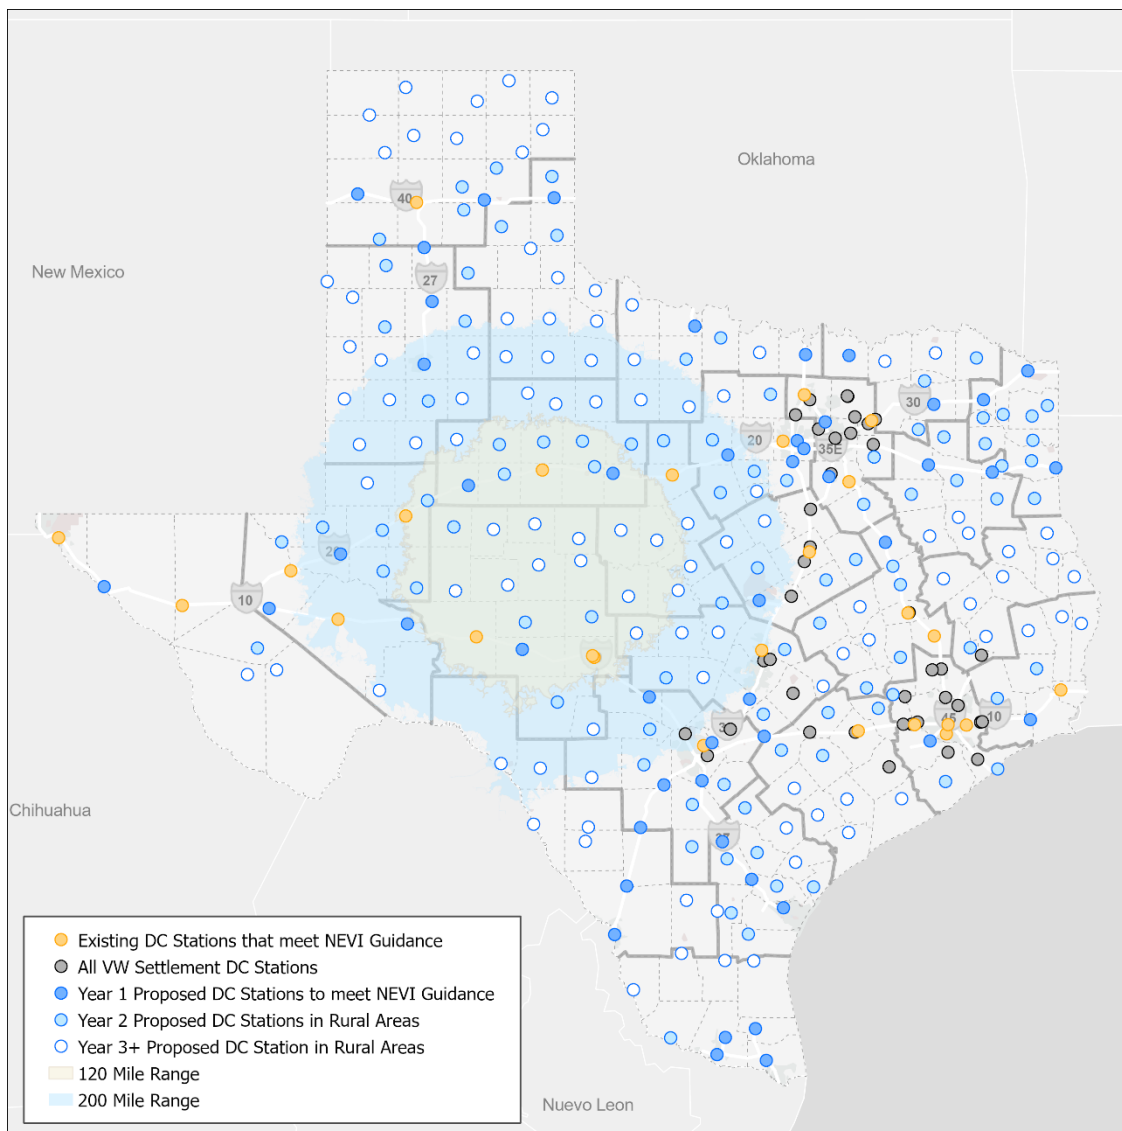 Oklahoma
40
New Mexico
27
30
20
35E
10
45
10
Chihuahua
Existing DC Stations that meet NEVI Guidance
All VW Settlement DC Stations
Year 1 Proposed DC Stations to meet NEVI Guidance
Year 2 Proposed DC Stations in Rural Areas
Year 3+ Proposed DC Station in Rural Areas
120 Mile Range
200 Mile Range
Nuevo Leon